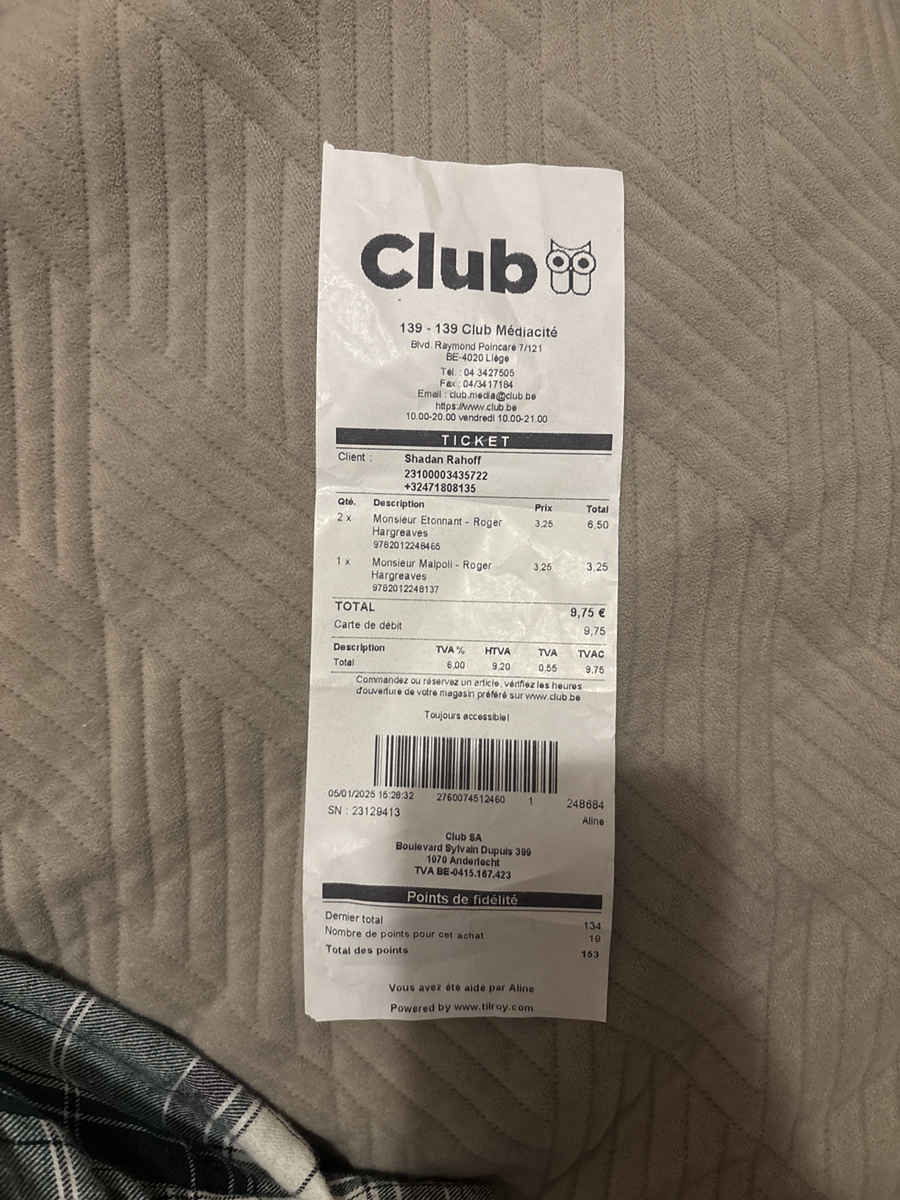 Club
139 - 139 Club Médiacité
Blvd. Raymond Poincaré 7/121
BE-4020 Liège
Tél. : 04 3427505
Fax : 04/3417184
Email : club.media@club.be
https://www.club.be
10.00-20.00 vendredi 10.00-21.00
TICKET
Client : Shadan Rahoff
23100003435722
+32471808135
Qté. Description Prix Total
2 x Monsieur Etonnant - Roger 3,25 6,50
Hargreaves
9782012248465
1 x Monsieur Malpoli - Roger 3,25 3,25
Hargreaves
9782012248137
TOTAL 9,75 €
Carte de débit 9,75
Description TVA % HTVA TVA TVAC
Total 6,00 9,20 0,55 9,75
Commandez ou réservez un article, vérifiez les heures
d'ouverture de votre magasin préféré sur www.club.be
Toujours accessible!
05/01/2025 15:28:32 2760074512460 1 248684
SN : 23129413 Aline
Club SA
Boulevard Sylvain Dupuis 399
1070 Anderlecht
TVA BE-0415.167.423
Points de fidélité
Dernier total 134
Nombre de points pour cet achat 19
Total des points 153
Vous avez été aidé par Aline
Powered by www.tilroy.com